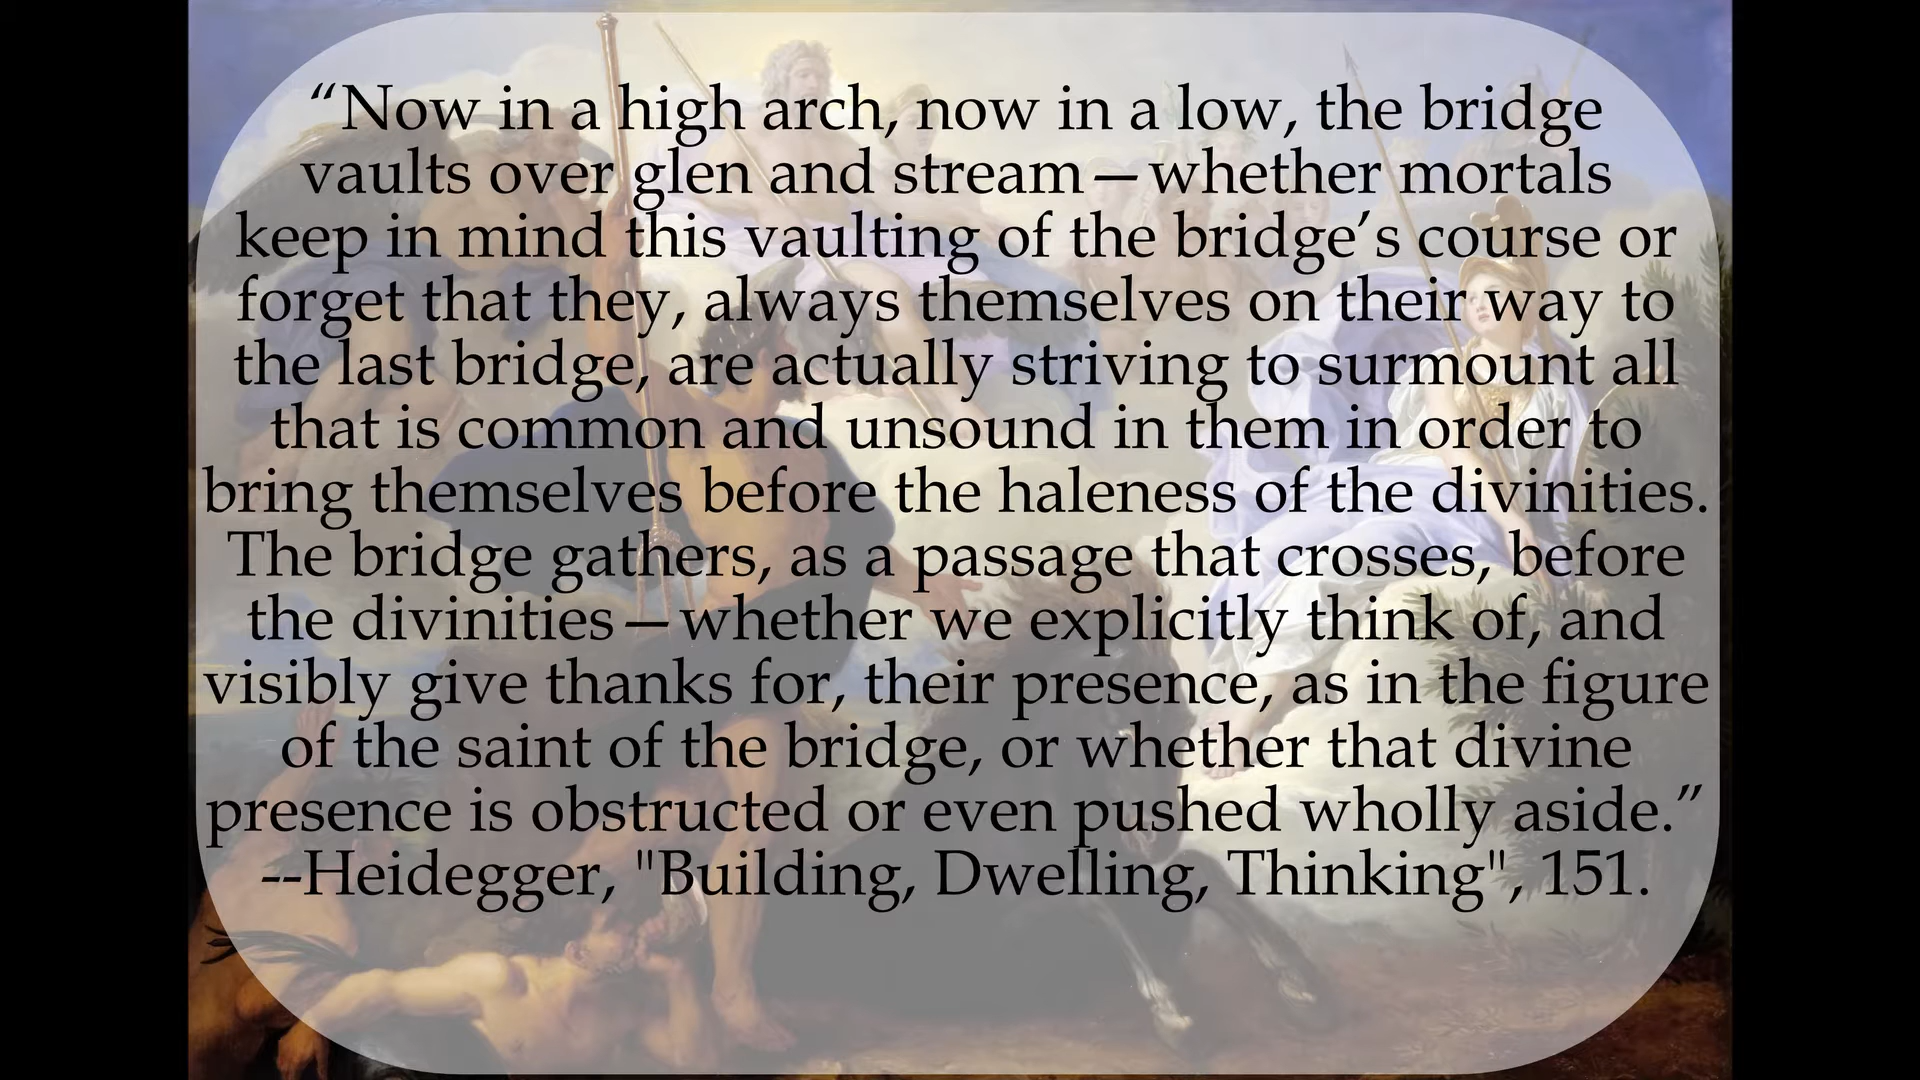 “Now in a high arch, now in a low, the bridge
vaults over glen and stream—whether mortals
keep in mind this vaulting of the bridge’s course or
forget that they, always themselves on their way to
the last bridge, are actually striving to surmount all
that is common and unsound in them in order to
bring themselves before the haleness of the divinities.
The bridge gathers, as a passage that crosses, before
the divinities—whether we explicitly think of, and
visibly give thanks for, their presence, as in the figure
of the saint of the bridge, or whether that divine
presence is obstructed or even pushed wholly aside.”
--Heidegger, "Building, Dwelling, Thinking", 151.